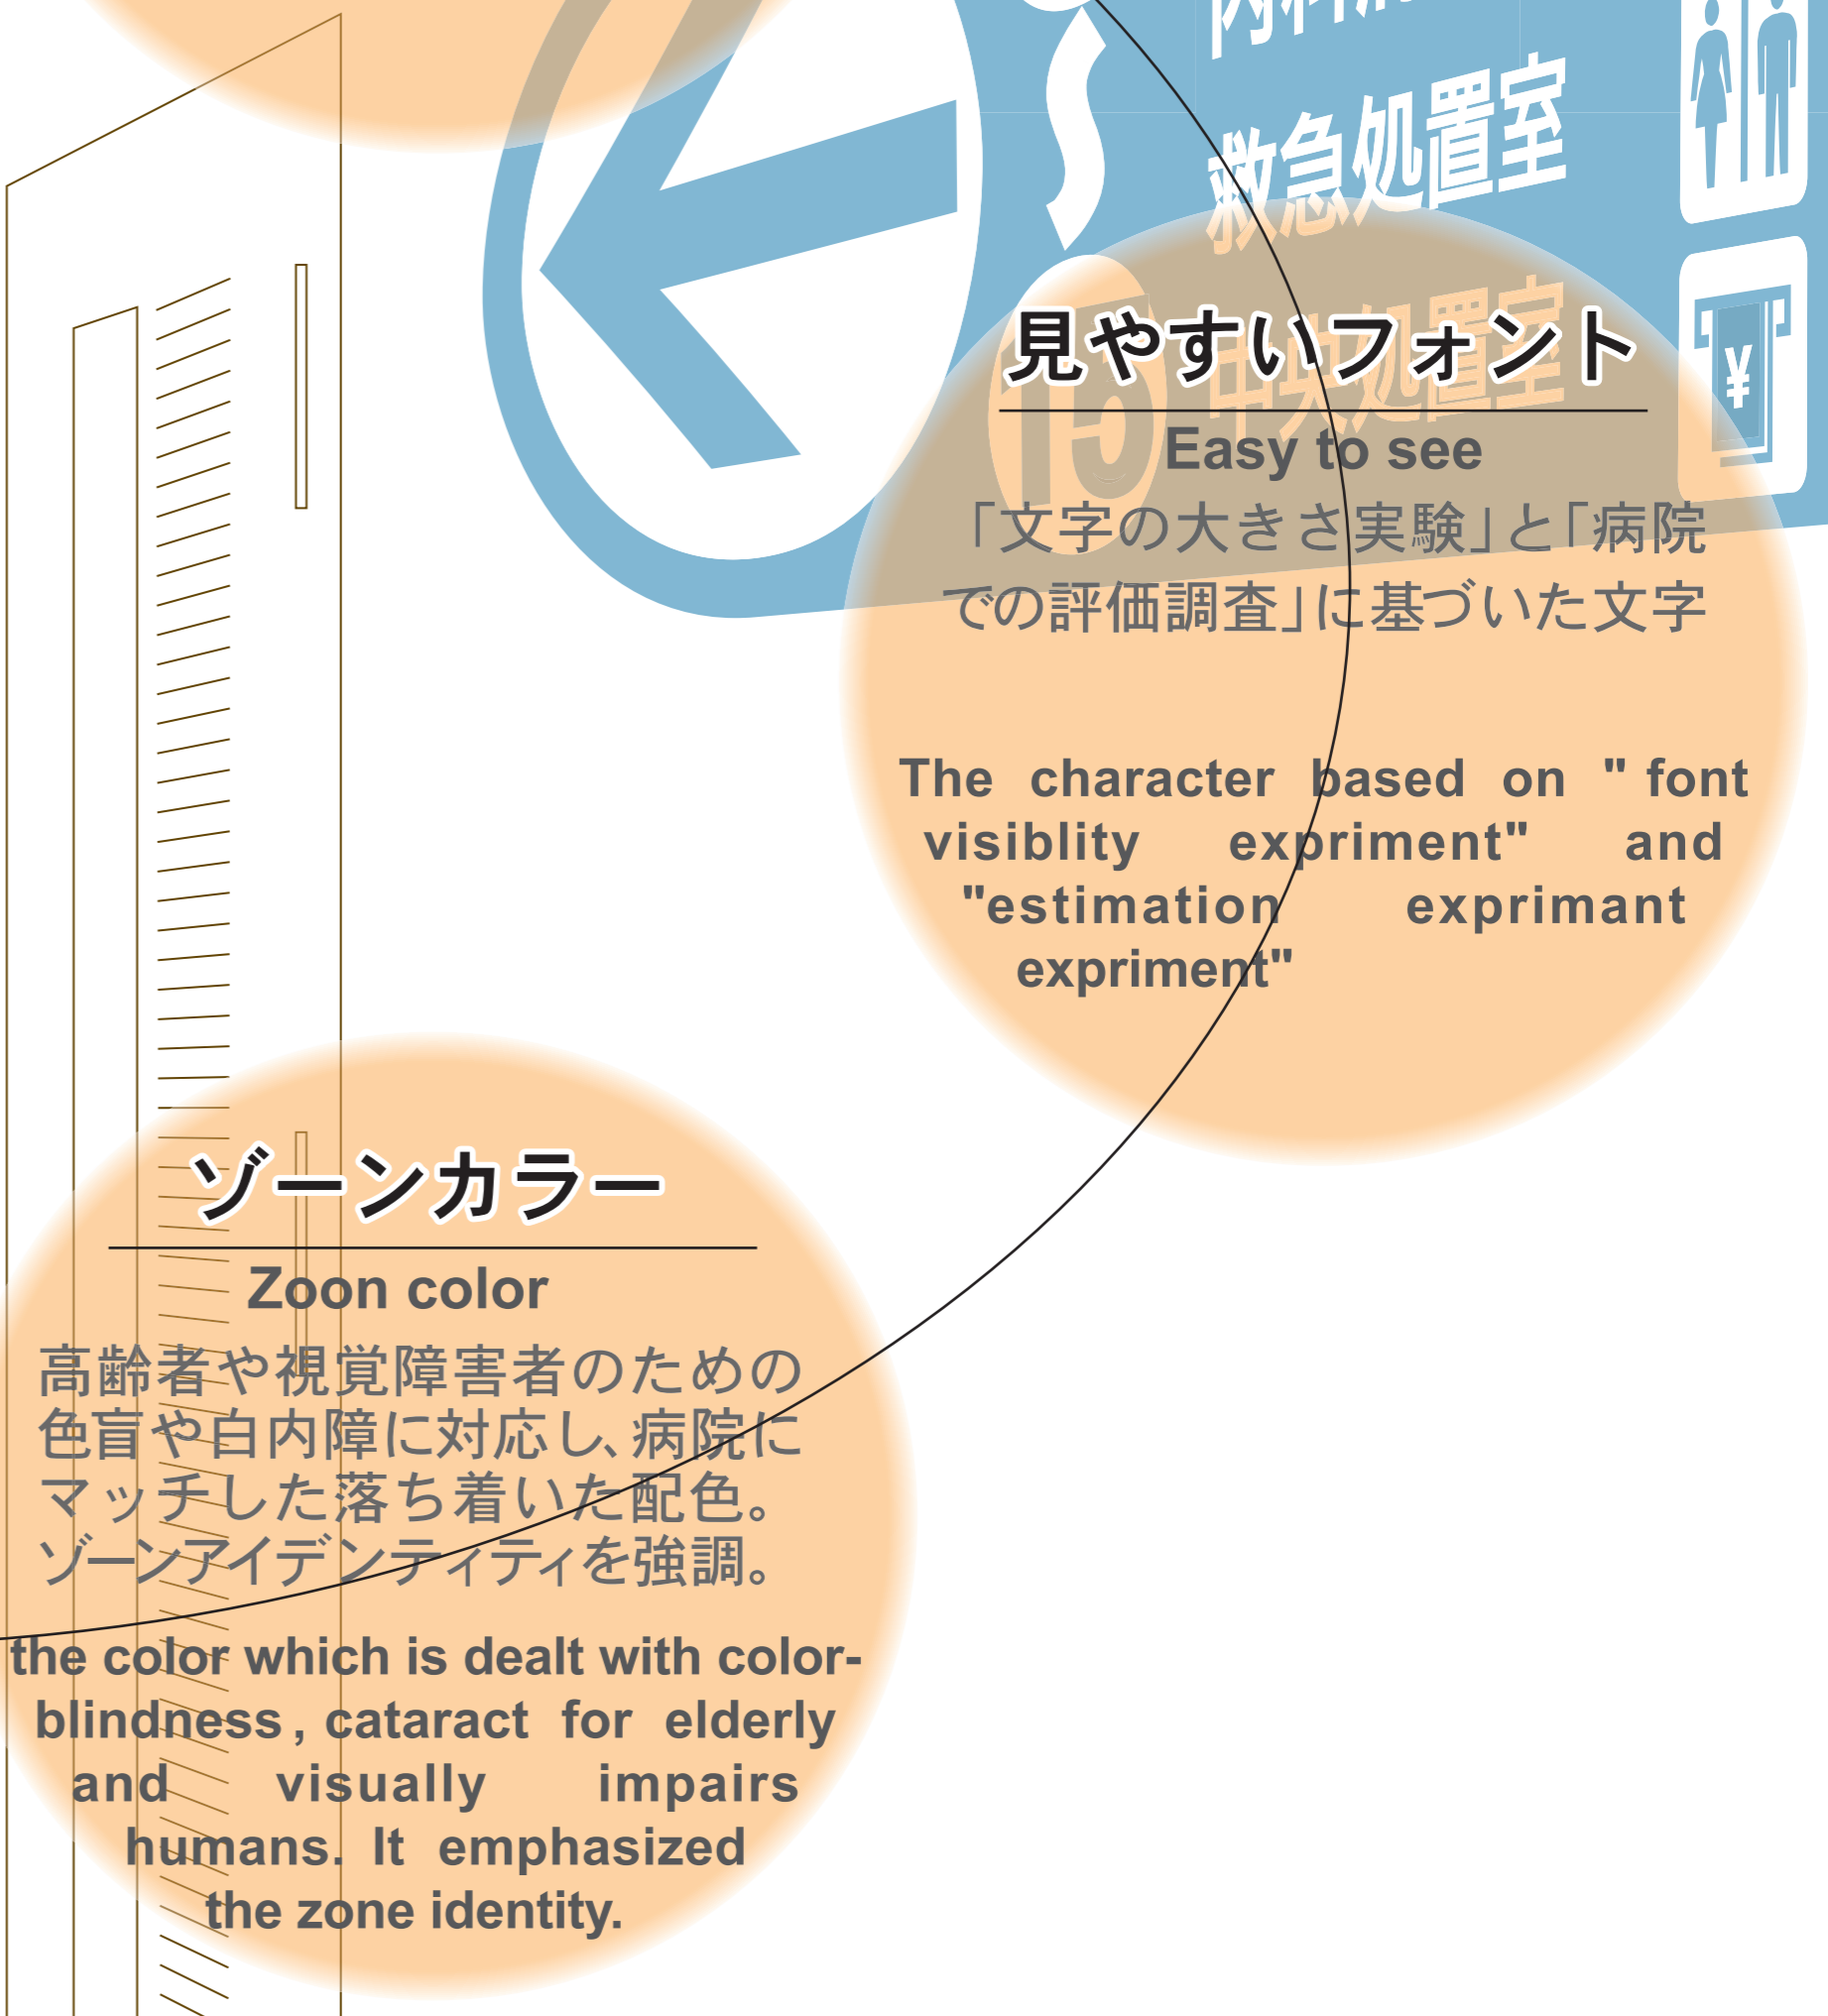 救急処置室
中央処置室
¥
見やすいフォント
Easy to see
「文字の大きさ実験」と「病院
での評価調査」に基づいた文字
The character based on " font
visiblity expriment" and
"estimation exprimant
expriment"
ゾーンカラー
Zoon color
高齢者や視覚障害者のための
色盲や白内障に対応し、病院に
マッチした落ち着いた配色。
ゾーンアイデンティティを強調。
the color which is dealt with color-
blindness, cataract for elderly
and visually impairs
humans. It emphasized
the zone identity.